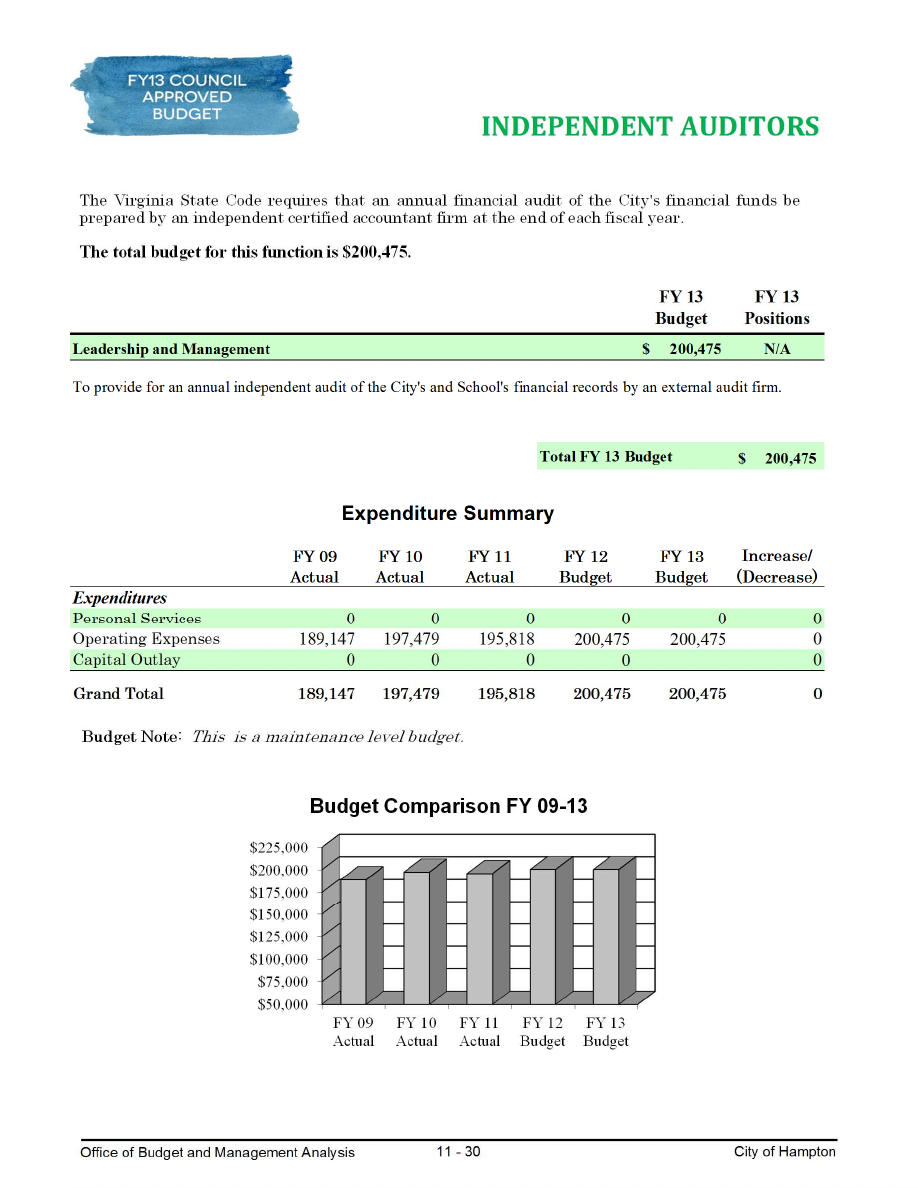 FY13 COUNCIL
APPROVED
BUDGET
INDEPENDENT AUDITORS
The Virginia State Code requires that an annual financial audit of the City's financial funds be
prepared by an independent certified accountant firm at the end of each fiscal year.
The total budget for this function is $200,475.
FY 13 FY 13
Budget Positions
Leadership and Management $ 200,475 N/A
To provide for an annual independent audit of the City's and School's financial records by an external audit firm.
Total FY 13 Budget $ 200,475
Expenditure Summary
FY 09 FY 10 FY 11 FY 12 FY 13 Increase/
Actual Actual Actual Budget Budget (Decrease)
Expenditures
Personal Services 0 0 0 0 0 0
Operating Expenses 189,147 197,479 195,818 200,475 200,475 0
Capital Outlay 0 0 0 0 0
Grand Total 189,147 197,479 195,818 200,475 200,475 0
Budget Note: This is a maintenance level budget.
Budget Comparison FY 09-13
$225,000
$200,000
$175,000
$150,000
$125,000
$100,000
$75,000
$50,000
FY 09 FY 10 FY 11 FY 12 FY 13
Actual Actual Actual Budget Budget
Office of Budget and Management Analysis 11 - 30 City of Hampton